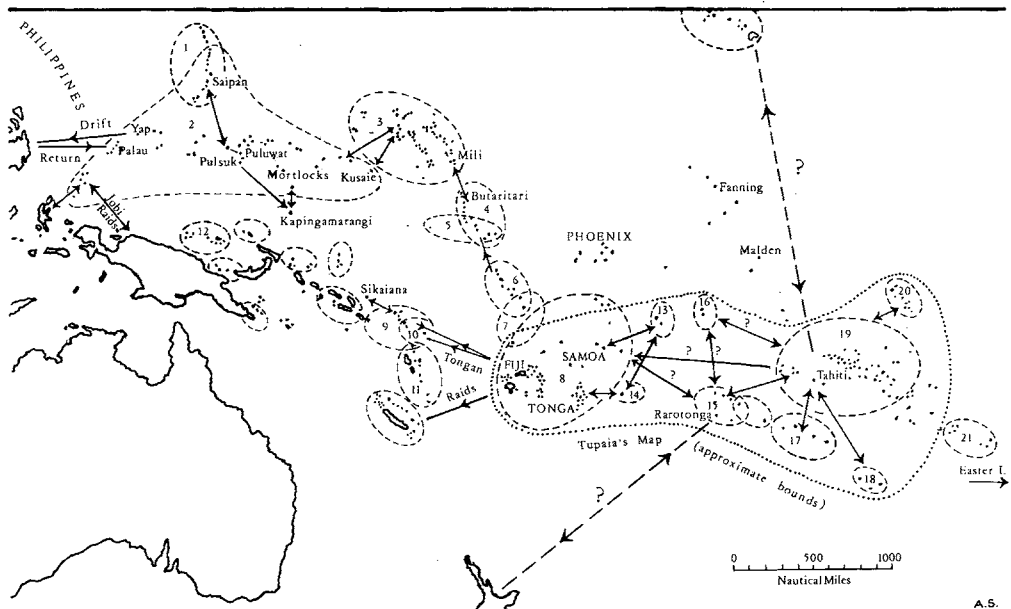 PHILIPPINES
1
Saipan
Drift
Yap
2
Return
Palau
Pulsuk
Puluwat
Mortlocks
Kusaie
3
Mili
Butaritari
4
5
Kapingamarangi
Jobi
Raids
12
Sikaiana
9
10
11
6
7
PHOENIX
Fanning
Malden
?
Tongan
Raids
FIJI
SAMOA
8
TONGA
13
14
16
?
?
?
15
Rarotonga
19
Tahiti
20
17
18
21
Easter I.
Tupaia's Map
(approximate bounds)
?
0 500 1000
Nautical Miles
A.S.